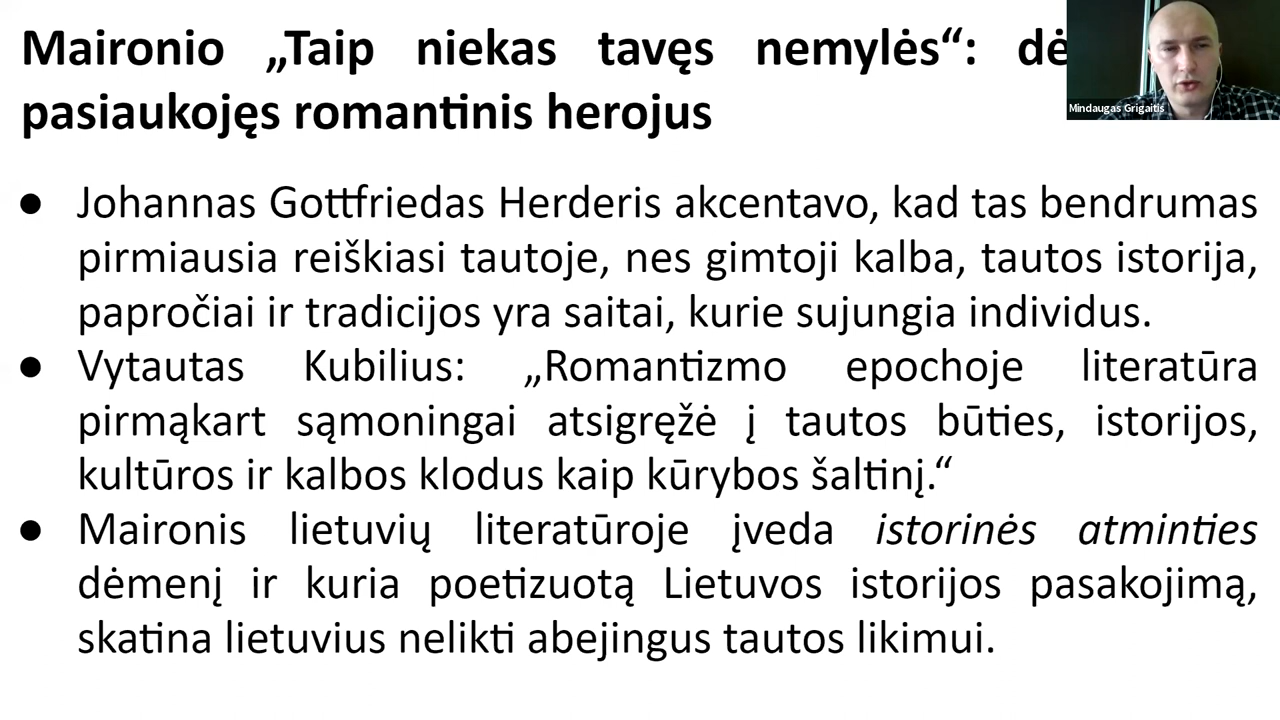 Maironio „Taip niekas tavęs nemylės“:
pasiaukojęs romantinis herojus
Mindaugas Grigaitis
● Johannas Gottfriedas Herderis akcentavo, kad tas bendrumas
pirmiausia reiškiasi tautoje, nes gimtoji kalba, tautos istorija,
papročiai ir tradicijos yra saitai, kurie sujungia individus.
● Vytautas Kubilius: „Romantizmo epochoje literatūra
pirmąkart sąmoningai atsigręžė į tautos būties, istorijos,
kultūros ir kalbos klodus kaip kūrybos šaltinį.“
● Maironis lietuvių literatūroje įveda istorinės atminties
dėmenį ir kuria poetizuotą Lietuvos istorijos pasakojimą,
skatina lietuvius nelikti abejingus tautos likimui.